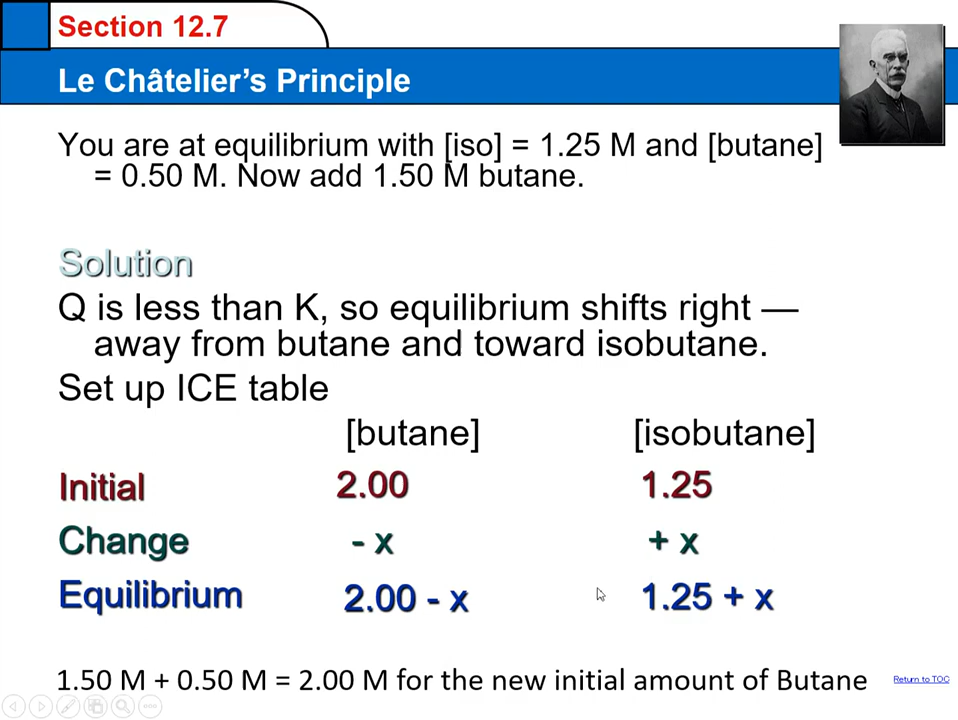 Section 12.7
Le Châtelier's Principle
You are at equilibrium with [iso] = 1.25 M and [butane]
= 0.50 M. Now add 1.50 M butane.
Solution
Q is less than K, so equilibrium shifts right —
away from butane and toward isobutane.
Set up ICE table
[butane] [isobutane]
Initial 2.00 1.25
Change - x + x
Equilibrium 2.00 - x 1.25 + x
1.50 M + 0.50 M = 2.00 M for the new initial amount of Butane
Return to TOC